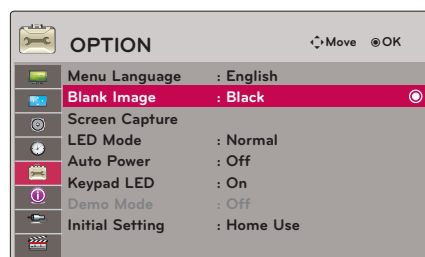 OPTION Move OK
Menu Language : English
Blank Image : Black
Screen Capture
LED Mode : Normal
Auto Power : Off
Keypad LED : On
Demo Mode : Off
Initial Setting : Home Use